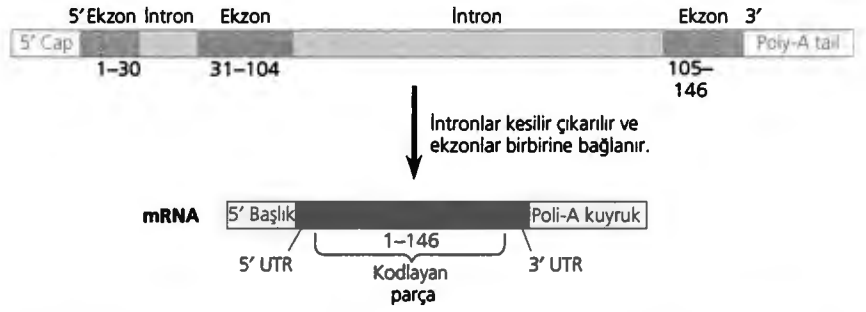 5′ Ekzon İntron Ekzon İntron Ekzon 3′
5′ Cap Poly-A tail
1–30 31–104 105–
146
İntronlar kesilir çıkarılır ve
ekzonlar birbirine bağlanır.
mRNA 5′ Başlık Poli-A kuyruk
1–146
5′ UTR 3′ UTR
Kodlayan
parça